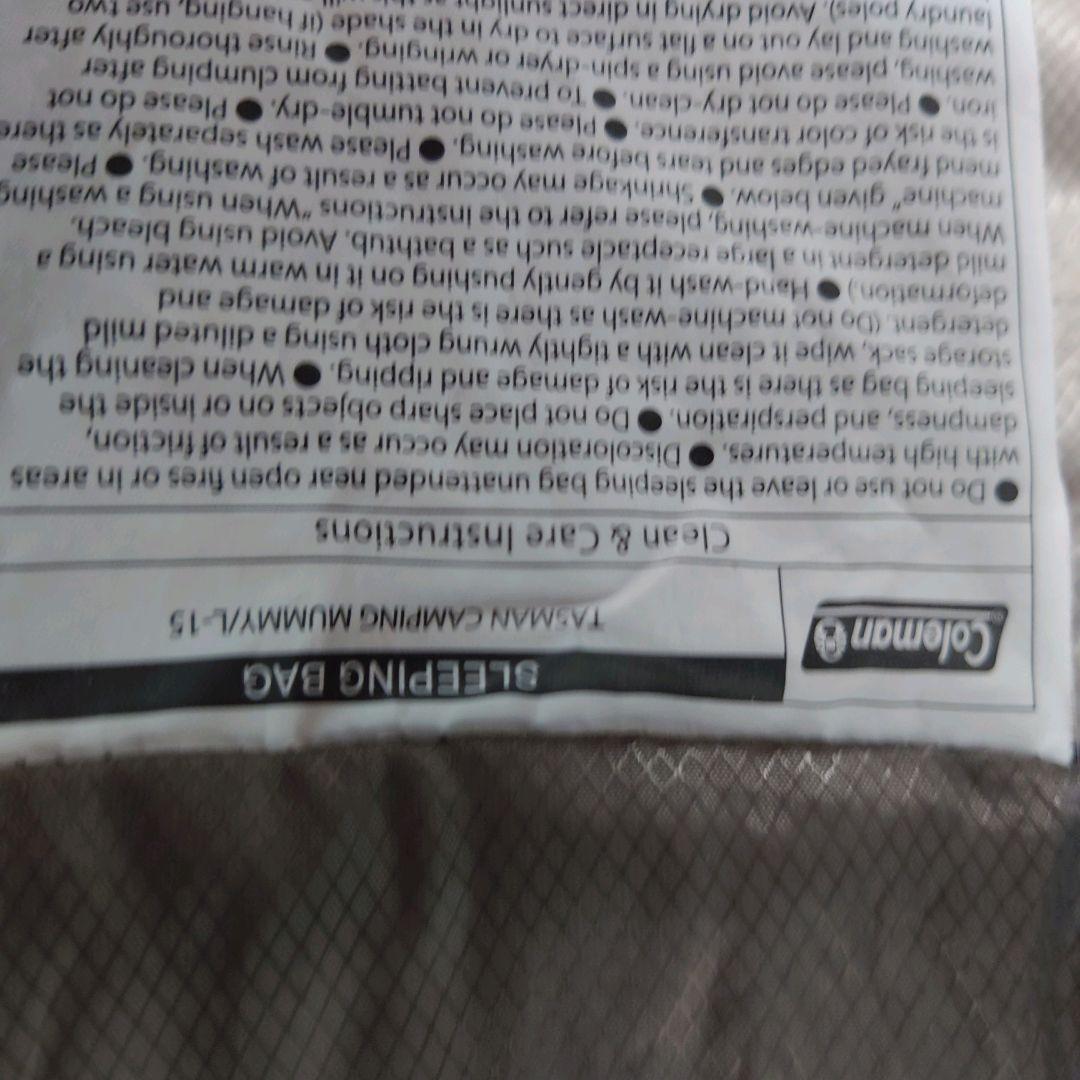 SLEEPING BAG
Coleman
TASMAN CAMPING MUMMY/L-15
Clean & Care Instructions
● Do not use or leave the sleeping bag unattended near open fires or in areas
with high temperatures. ● Discoloration may occur as a result of friction,
dampness, and perspiration. ● Do not place sharp objects on or inside the
sleeping bag as there is the risk of damage and ripping. ● When cleaning the
storage sack, wipe it clean with a tightly wrung cloth using a diluted mild
detergent. (Do not machine-wash as there is the risk of damage and
deformation.) ● Hand-wash it by gently pushing on it in warm water using a
mild detergent in a large receptacle such as a bathtub. Avoid using bleach.
When machine-washing, please refer to the instructions "When using a washing
machine" given below. ● Shrinkage may occur as a result of washing. ● Please
mend frayed edges and tears before washing. ● Please wash separately as there
is the risk of color transference. ● Please do not tumble-dry. ● Please do not
iron. ● Please do not dry-clean. ● To prevent batting from clumping after
washing, please avoid using a spin-dryer or wringing. ● Rinse thoroughly after
washing and lay out on a flat surface to dry in the shade (if hanging, use two
laundry poles). Avoid drying in direct sunlight as this